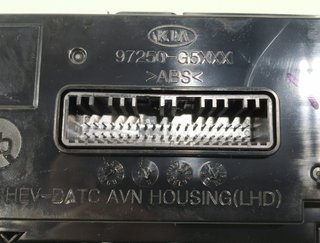 KIA
97250-G5XXX
>ABS<
HEV-DATC AVN HOUSING(LHD)